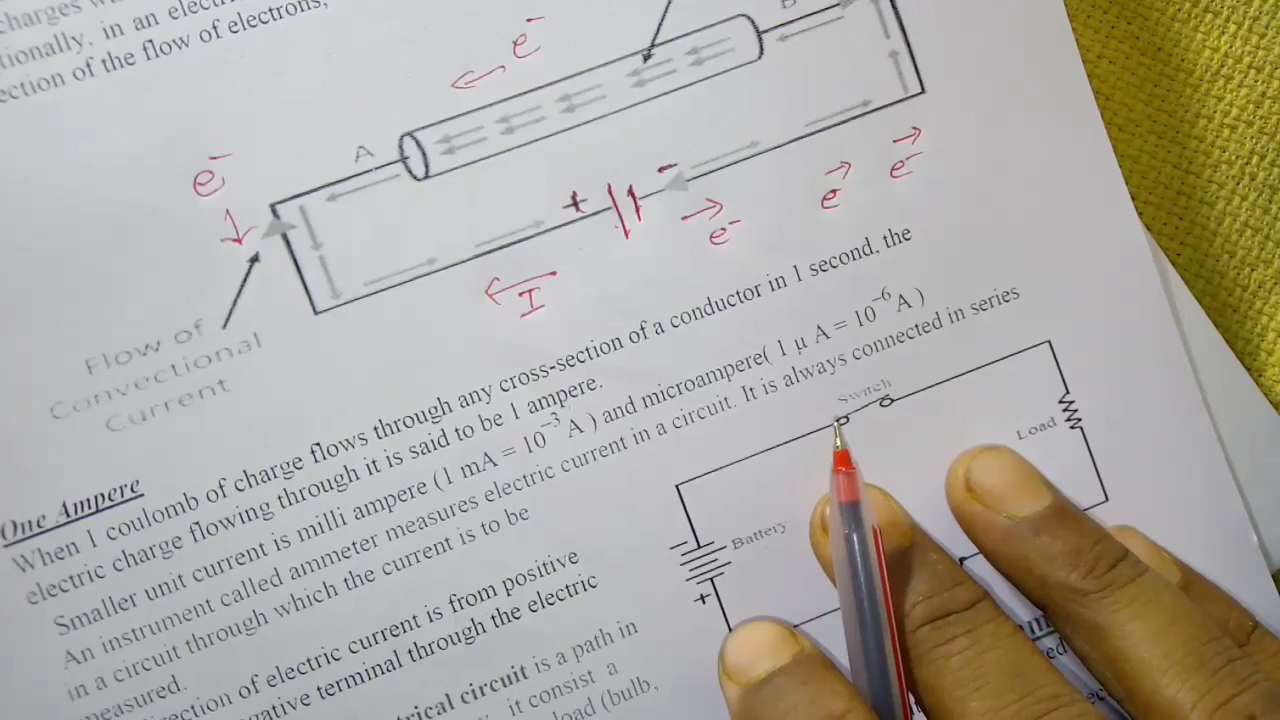 charges
tionally, in an
ection of the flow of electrons,
e⁻
B
A
e⁻
+
-
e⁻
e⁻
e⁻
I
Flow of
Convectional
Current
One Ampere
When 1 coulomb of charge flows through any cross-section of a conductor in 1 second, the
electric charge flowing through it is said to be 1 ampere.
Smaller unit current is milli ampere (1 mA = 10⁻³ A ) and microampere( 1 μ A = 10⁻⁶ A )
An instrument called ammeter measures electric current in a circuit. It is always connected in series
in a circuit through which the current is to be
measured.
Switch
Load
Battery
+
rection of electric current is from positive
gative terminal through the electric
trical circuit is a path in
it consist a
load (bulb,